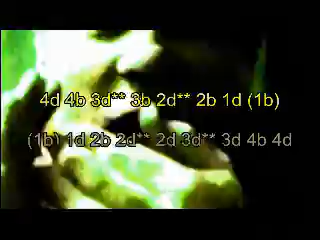 4d 4b 3d** 3b 2d** 2b 1d (1b)
(1b) 1d 2b 2d** 2d 3d** 3d 4b 4d